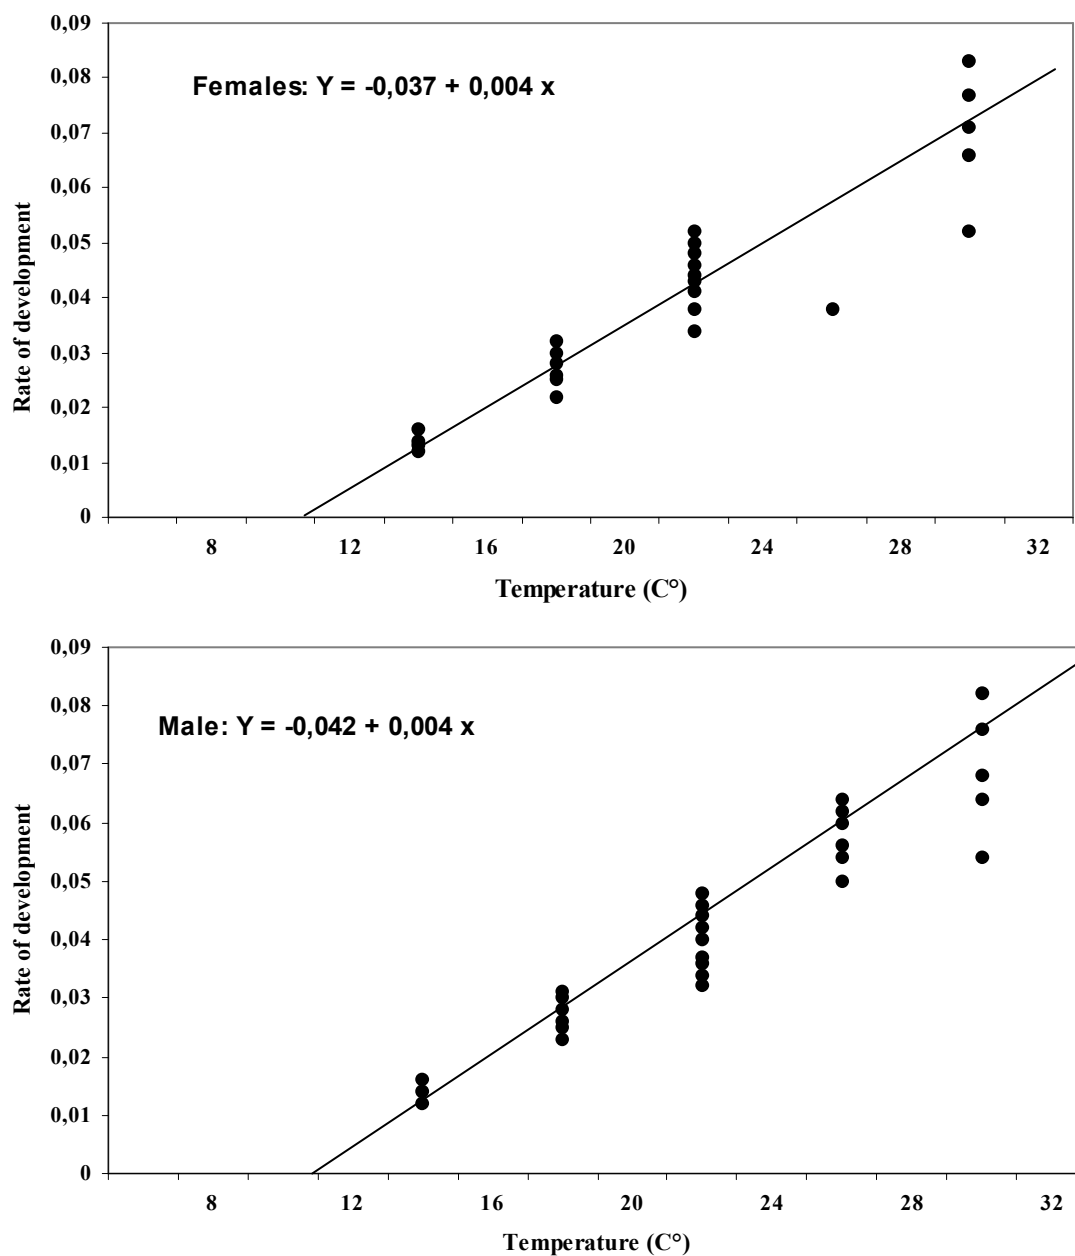 0,09
Females: Y = -0,037 + 0,004 x
0,08
0,07
0,06
0,05
0,04
0,03
0,02
0,01
0
Rate of development
8 12 16 20 24 28 32
Temperature (C°)
0,09
Male: Y = -0,042 + 0,004 x
0,08
0,07
0,06
0,05
0,04
0,03
0,02
0,01
0
Rate of development
8 12 16 20 24 28 32
Temperature (C°)